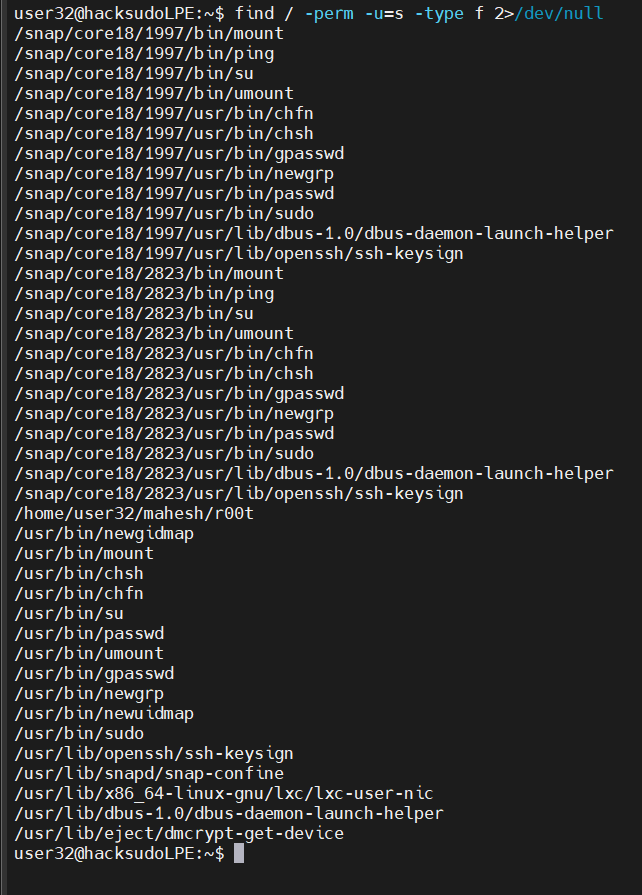 user32@hacksudoLPE:~$ find / -perm -u=s -type f 2>/dev/null
/snap/core18/1997/bin/mount
/snap/core18/1997/bin/ping
/snap/core18/1997/bin/su
/snap/core18/1997/bin/umount
/snap/core18/1997/usr/bin/chfn
/snap/core18/1997/usr/bin/chsh
/snap/core18/1997/usr/bin/gpasswd
/snap/core18/1997/usr/bin/newgrp
/snap/core18/1997/usr/bin/passwd
/snap/core18/1997/usr/bin/sudo
/snap/core18/1997/usr/lib/dbus-1.0/dbus-daemon-launch-helper
/snap/core18/1997/usr/lib/openssh/ssh-keysign
/snap/core18/2823/bin/mount
/snap/core18/2823/bin/ping
/snap/core18/2823/bin/su
/snap/core18/2823/bin/umount
/snap/core18/2823/usr/bin/chfn
/snap/core18/2823/usr/bin/chsh
/snap/core18/2823/usr/bin/gpasswd
/snap/core18/2823/usr/bin/newgrp
/snap/core18/2823/usr/bin/passwd
/snap/core18/2823/usr/bin/sudo
/snap/core18/2823/usr/lib/dbus-1.0/dbus-daemon-launch-helper
/snap/core18/2823/usr/lib/openssh/ssh-keysign
/home/user32/mahesh/r00t
/usr/bin/newgidmap
/usr/bin/mount
/usr/bin/chsh
/usr/bin/chfn
/usr/bin/su
/usr/bin/passwd
/usr/bin/umount
/usr/bin/gpasswd
/usr/bin/newgrp
/usr/bin/newuidmap
/usr/bin/sudo
/usr/lib/openssh/ssh-keysign
/usr/lib/snapd/snap-confine
/usr/lib/x86_64-linux-gnu/lxc/lxc-user-nic
/usr/lib/dbus-1.0/dbus-daemon-launch-helper
/usr/lib/eject/dmcrypt-get-device
user32@hacksudoLPE:~$